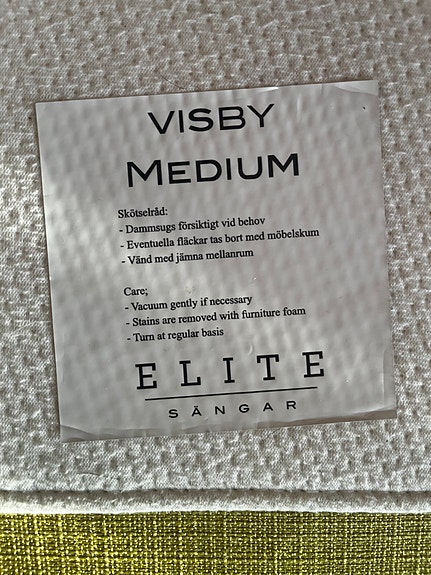 VISBY
MEDIUM
Skötselråd:
- Dammsugs försiktigt vid behov
- Eventuella fläckar tas bort med möbelskum
- Vänd med jämna mellanrum
Care;
- Vacuum gently if necessary
- Stains are removed with furniture foam
- Turn at regular basis
ELITE
SÄNGAR